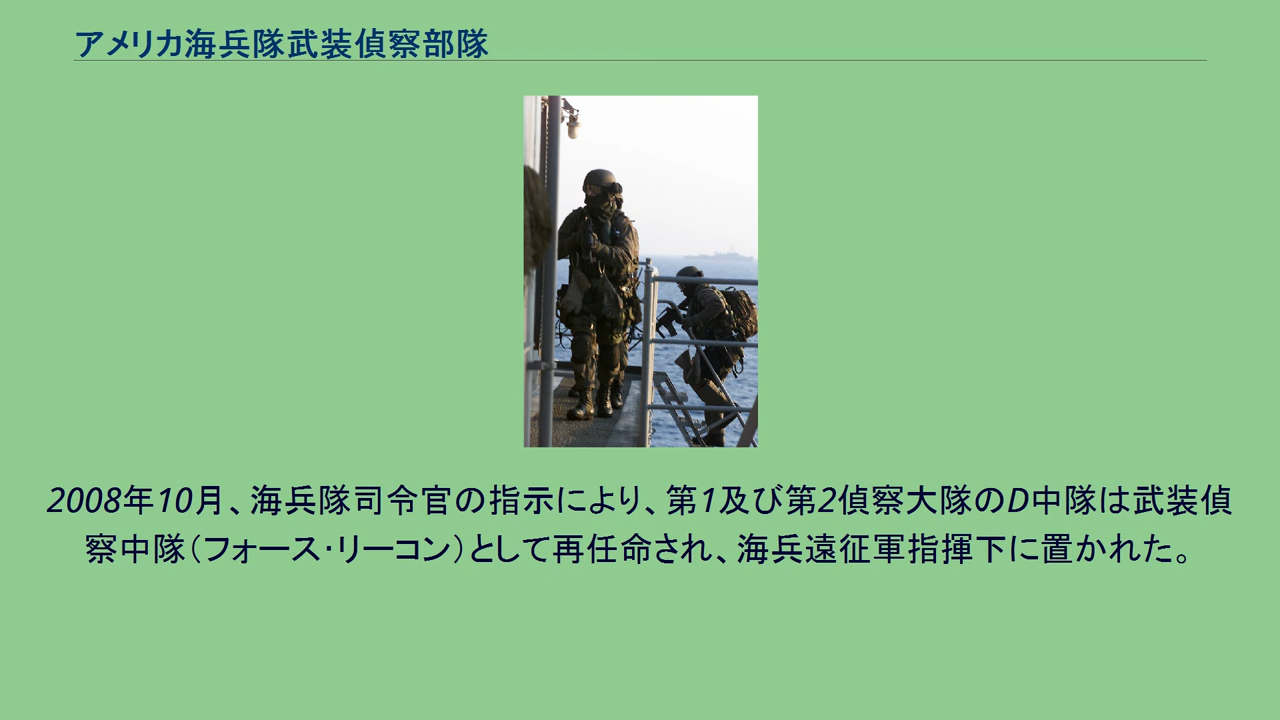 アメリカ海兵隊武装偵察部隊
2008年10月、海兵隊司令官の指示により、第1及び第2偵察大隊のD中隊は武装偵
察中隊（フォース・リーコン）として再任命され、海兵遠征軍指揮下に置かれた。